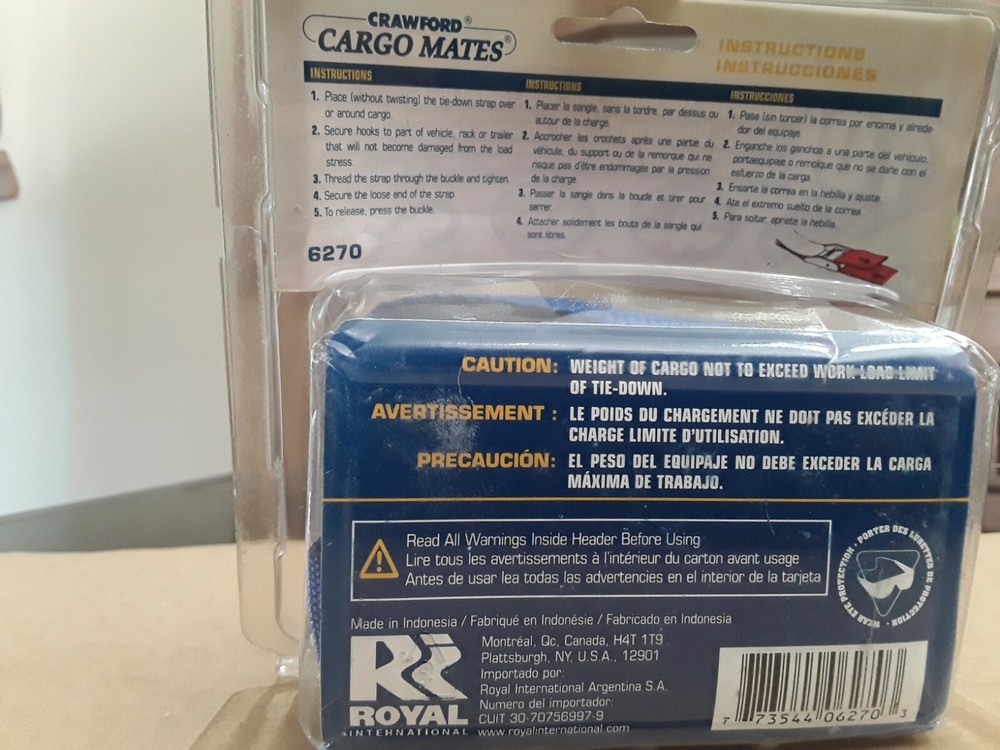 CRAWFORD®
CARGO MATES®
INSTRUCTIONS
INSTRUCCIONES
INSTRUCTIONS
1. Place (without twisting) the tie-down strap over
or around cargo.
2. Secure hooks to part of vehicle, rack or trailer
that will not become damaged from the load
stress.
3. Thread the strap through the buckle and tighten.
4. Secure the loose end of the strap
5. To release, press the buckle
6270
INSTRUCTIONS
1. Placer la sangle, sans la tordre, par dessus ou
autour de la charge.
2. Accrocher les crochets après une partie du
véhicule, du support ou de la remorque qui ne
risque pas d'être endommagée par la pression
de la charge.
3. Passer la sangle dans la boucle et tirer pour
serrer.
4. Attacher solidement les bouts de la sangle qui
sont libres.
INSTRUCCIONES
1. Pase (sin torcer) la correa por encima y alrede-
dor del equipaje.
2. Enganche los ganchos a una parte del vehículo,
portaequipaje o remolque que no se dañe con el
esfuerzo de la carga.
3. Ensarte la correa en la hebilla y ajuste.
4. Ate el extremo suelto de la correa.
5. Para soltar, apriete la hebilla.
CAUTION: WEIGHT OF CARGO NOT TO EXCEED WORK LOAD LIMIT
OF TIE-DOWN.
AVERTISSEMENT : LE POIDS DU CHARGEMENT NE DOIT PAS EXCÉDER LA
CHARGE LIMITE D'UTILISATION.
PRECAUCIÓN: EL PESO DEL EQUIPAJE NO DEBE EXCEDER LA CARGA
MÁXIMA DE TRABAJO.
Read All Warnings Inside Header Before Using
Lire tous les avertissements à l'intérieur du carton avant usage
Antes de usar lea todas las advertencias en el interior de la tarjeta
WEAR EYE PROTECTION • PORTER DES LUNETTES DE PROTECTION •
Made in Indonesia / Fabriqué en Indonésie / Fabricado en Indonesia
ROYAL
INTERNATIONAL
Montréal, Qc, Canada, H4T 1T9
Plattsburgh, NY, U.S.A., 12901
Importado por:
Royal International Argentina S.A.
Numero del importador:
CUIT 30-70756997-9
www.royalinternational.com
7 73544 06270 3